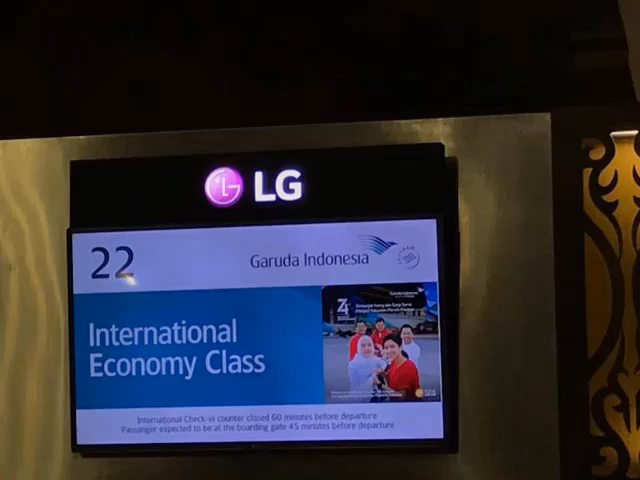 LG
22
Garuda Indonesia
International
Economy Class
International Check-in counter closed 60 minutes before departure
Passenger expected to be at the boarding gate 45 minutes before departure